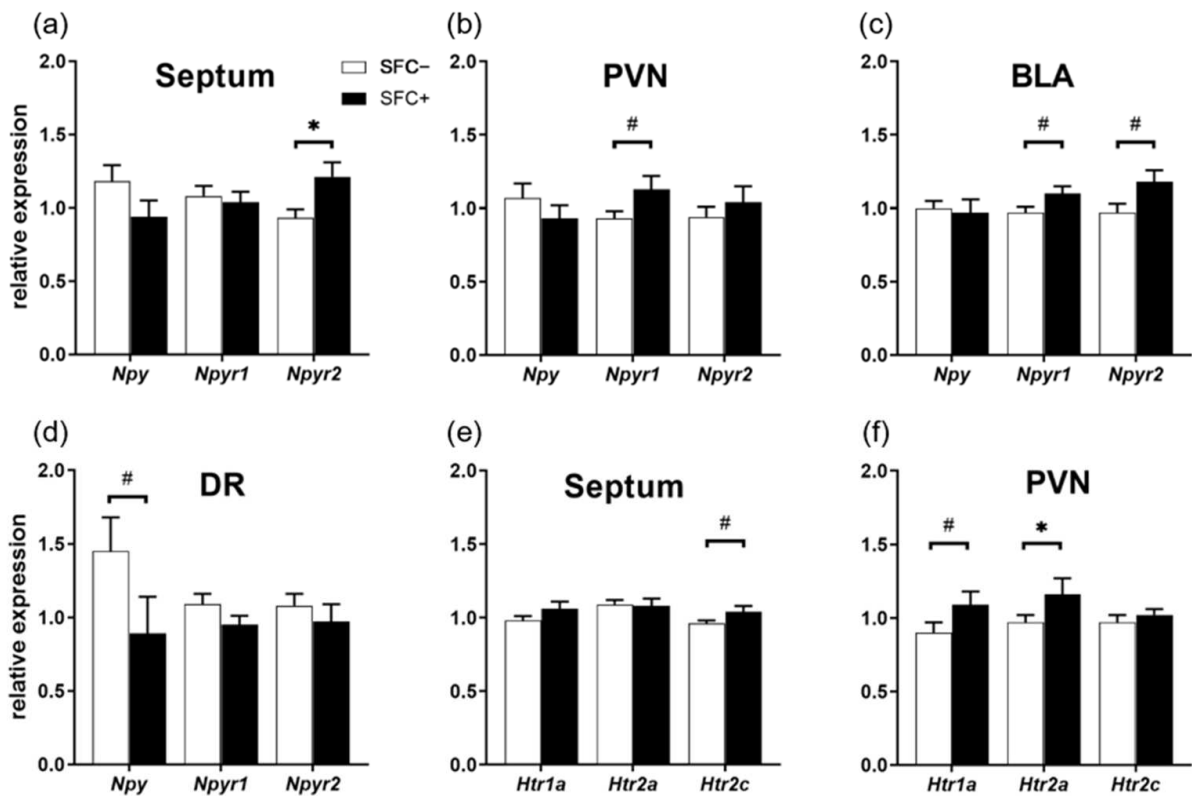 (a)
Septum
SFC−
SFC+
relative expression
2.0
1.5
1.0
0.5
0.0
*
Npy Npyr1 Npyr2
(b)
PVN
2.0
1.5
1.0
0.5
0.0
#
Npy Npyr1 Npyr2
(c)
BLA
2.0
1.5
1.0
0.5
0.0
# #
Npy Npyr1 Npyr2
(d)
DR
relative expression
2.0
1.5
1.0
0.5
0.0
#
Npy Npyr1 Npyr2
(e)
Septum
2.0
1.5
1.0
0.5
0.0
#
Htr1a Htr2a Htr2c
(f)
PVN
2.0
1.5
1.0
0.5
0.0
# *
Htr1a Htr2a Htr2c